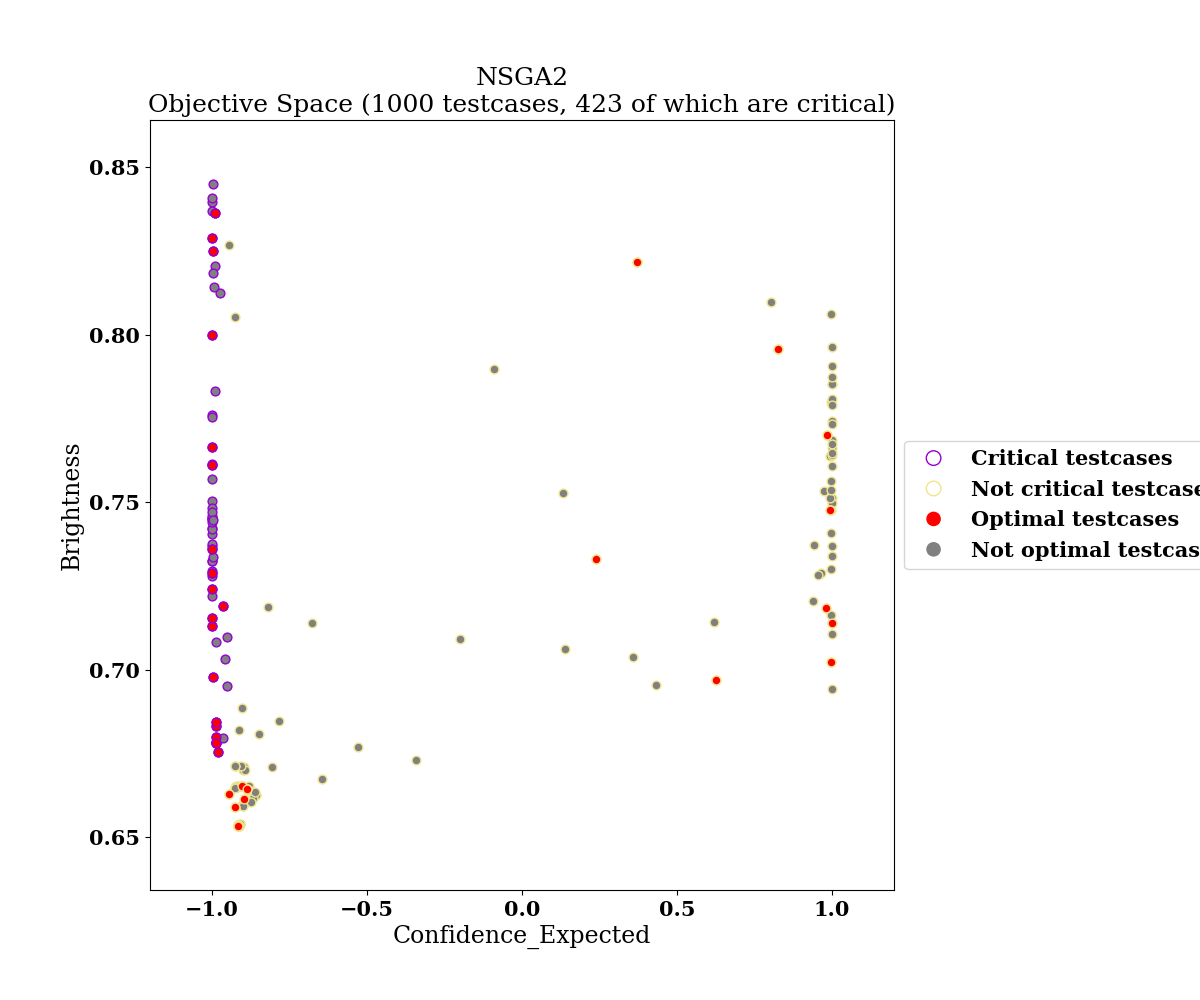 NSGA2
Objective Space (1000 testcases, 423 of which are critical)
0.85
0.80
0.75
0.70
0.65
Brightness
−1.0 −0.5 0.0 0.5 1.0
Confidence_Expected
Critical testcases
Not critical testcase
Optimal testcases
Not optimal testcas